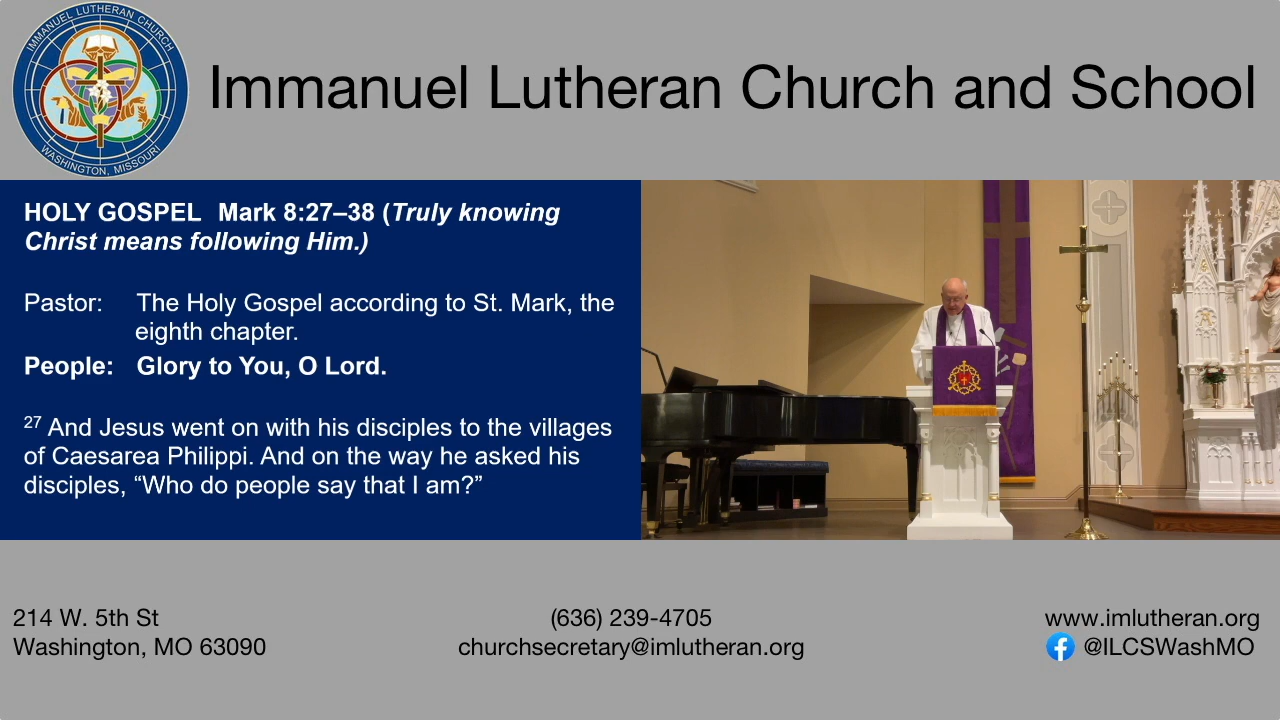 IMMANUEL LUTHERAN CHURCH
WASHINGTON, MISSOURI
Immanuel Lutheran Church and School
HOLY GOSPEL Mark 8:27–38 (Truly knowing
Christ means following Him.)
Pastor: The Holy Gospel according to St. Mark, the
eighth chapter.
People: Glory to You, O Lord.
27 And Jesus went on with his disciples to the villages
of Caesarea Philippi. And on the way he asked his
disciples, “Who do people say that I am?”
214 W. 5th St
Washington, MO 63090
(636) 239-4705
churchsecretary@imlutheran.org
www.imlutheran.org
@ILCSWashMO